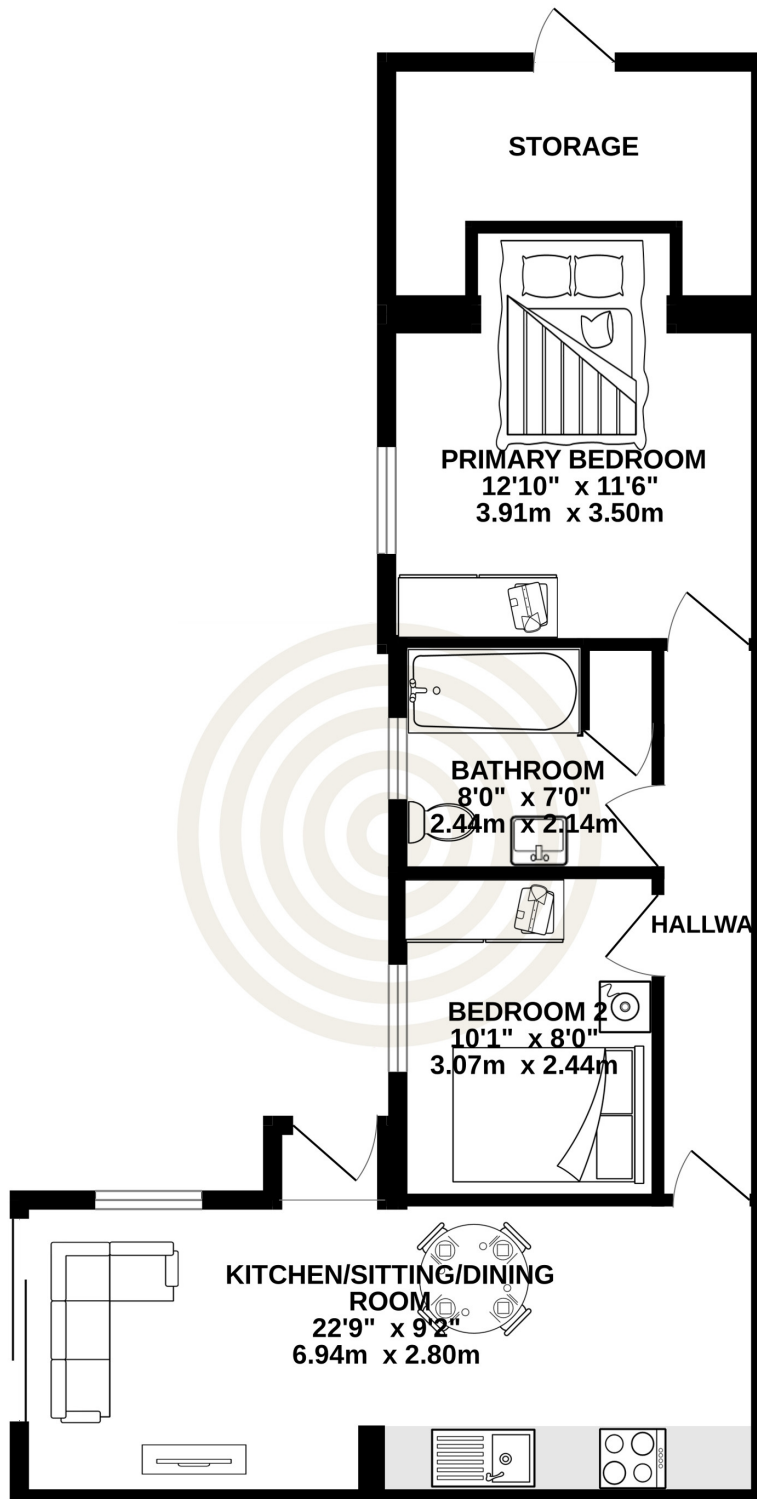 STORAGE
PRIMARY BEDROOM
12'10" x 11'6"
3.91m x 3.50m
BATHROOM
8'0" x 7'0"
2.44m x 2.14m
HALLWA
BEDROOM 2
10'1" x 8'0"
3.07m x 2.44m
KITCHEN/SITTING/DINING
ROOM
22'9" x 9'2"
6.94m x 2.80m